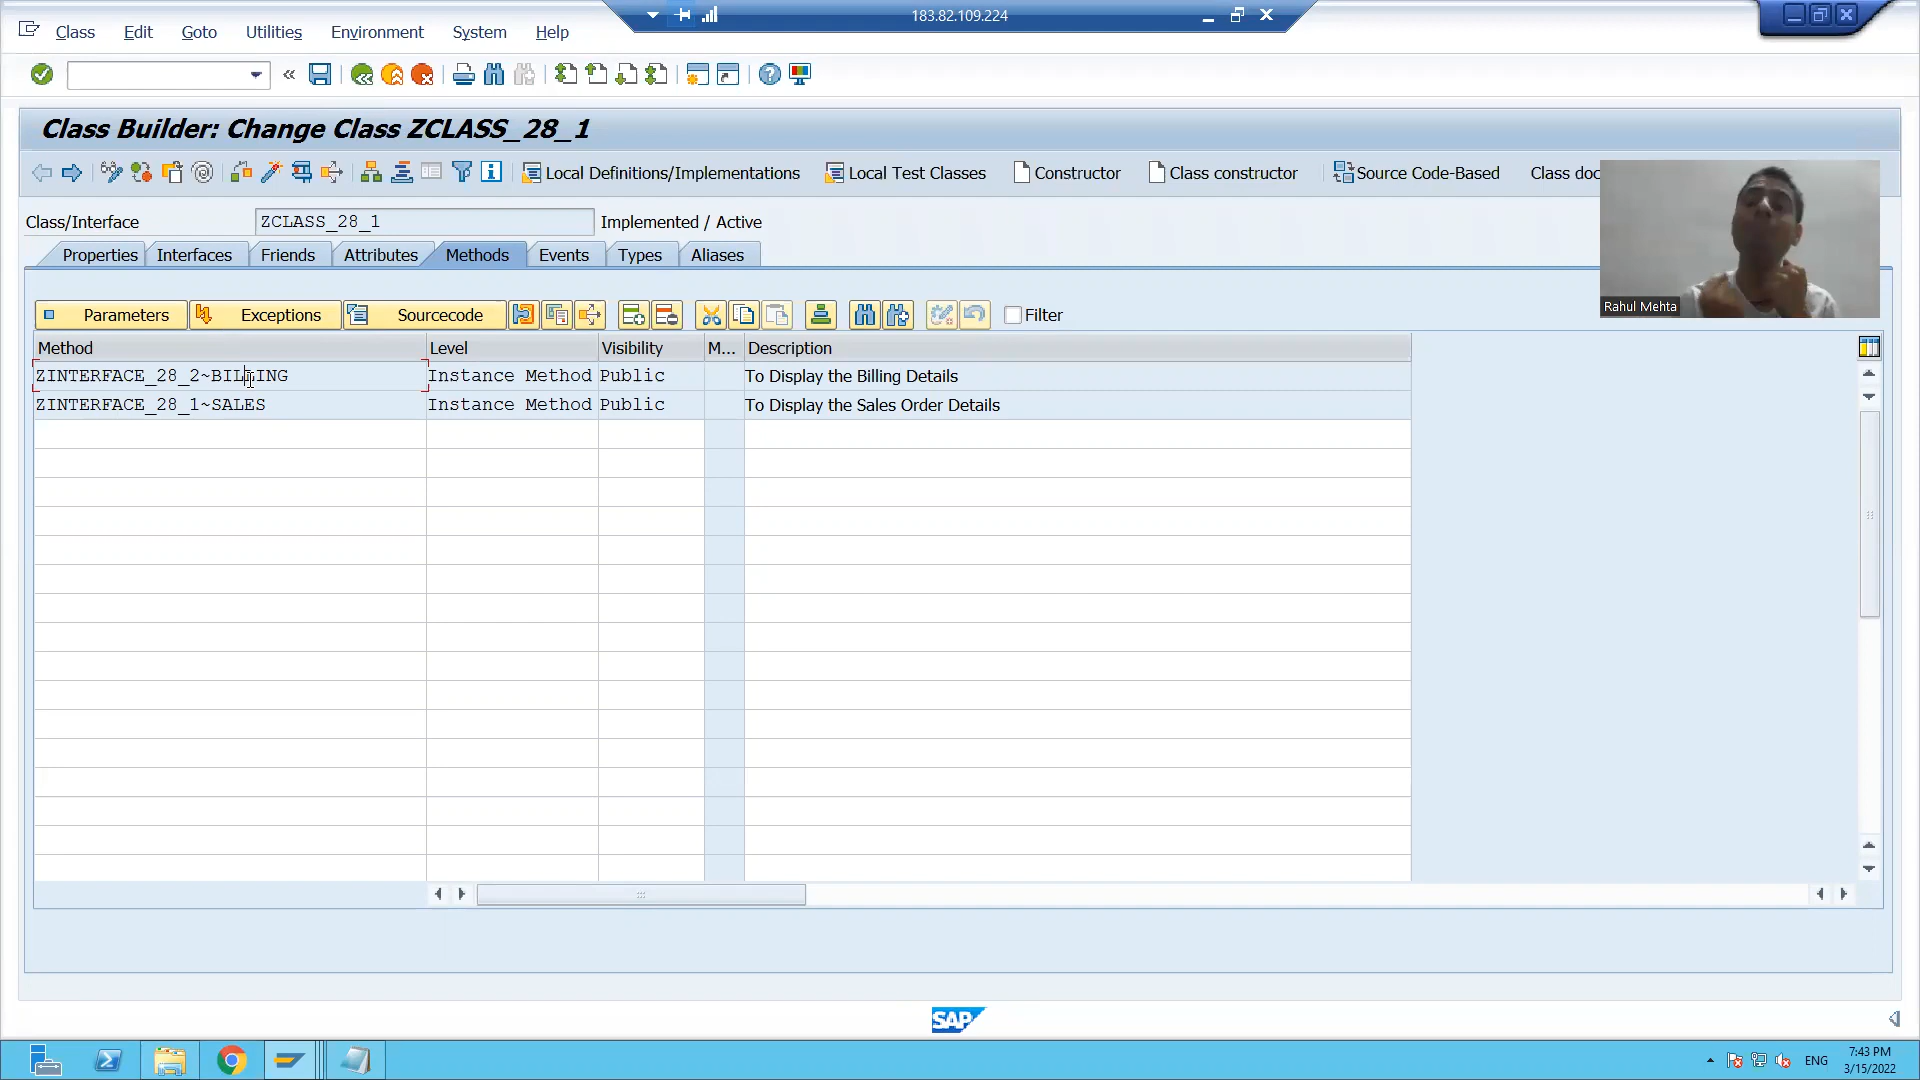 183.82.109.224
Class Edit Goto Utilities Environment System Help
Class Builder: Change Class ZCLASS_28_1
Local Definitions/Implementations Local Test Classes Constructor Class constructor Source Code-Based Class doc
Class/Interface ZCLASS_28_1 Implemented / Active
Properties Interfaces Friends Attributes Methods Events Types Aliases
Rahul Mehta
Parameters Exceptions Sourcecode Filter
Method Level Visibility M... Description
ZINTERFACE_28_2~BILLING Instance Method Public To Display the Billing Details
ZINTERFACE_28_1~SALES Instance Method Public To Display the Sales Order Details
SAP
ENG
7:43 PM
3/15/2022